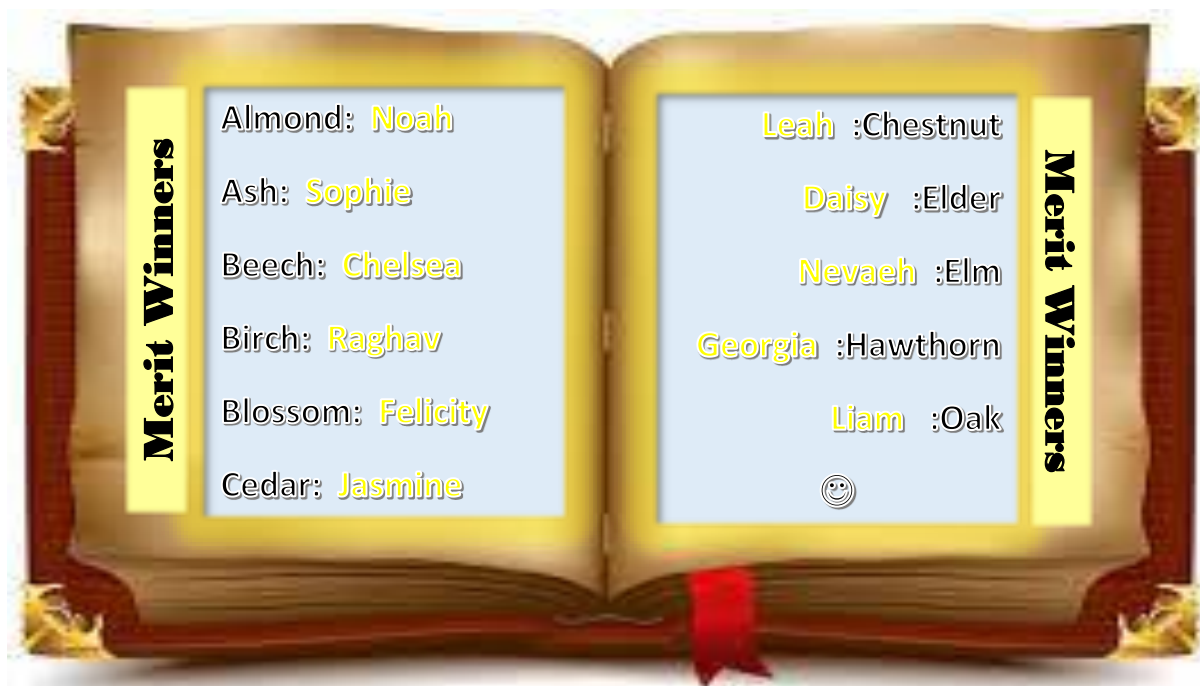 Merit Winners
Almond: Noah
Ash: Sophie
Beech: Chelsea
Birch: Raghav
Blossom: Felicity
Cedar: Jasmine
Leah :Chestnut
Daisy :Elder
Nevaeh :Elm
Georgia :Hawthorn
Liam :Oak
☺
Merit Winners